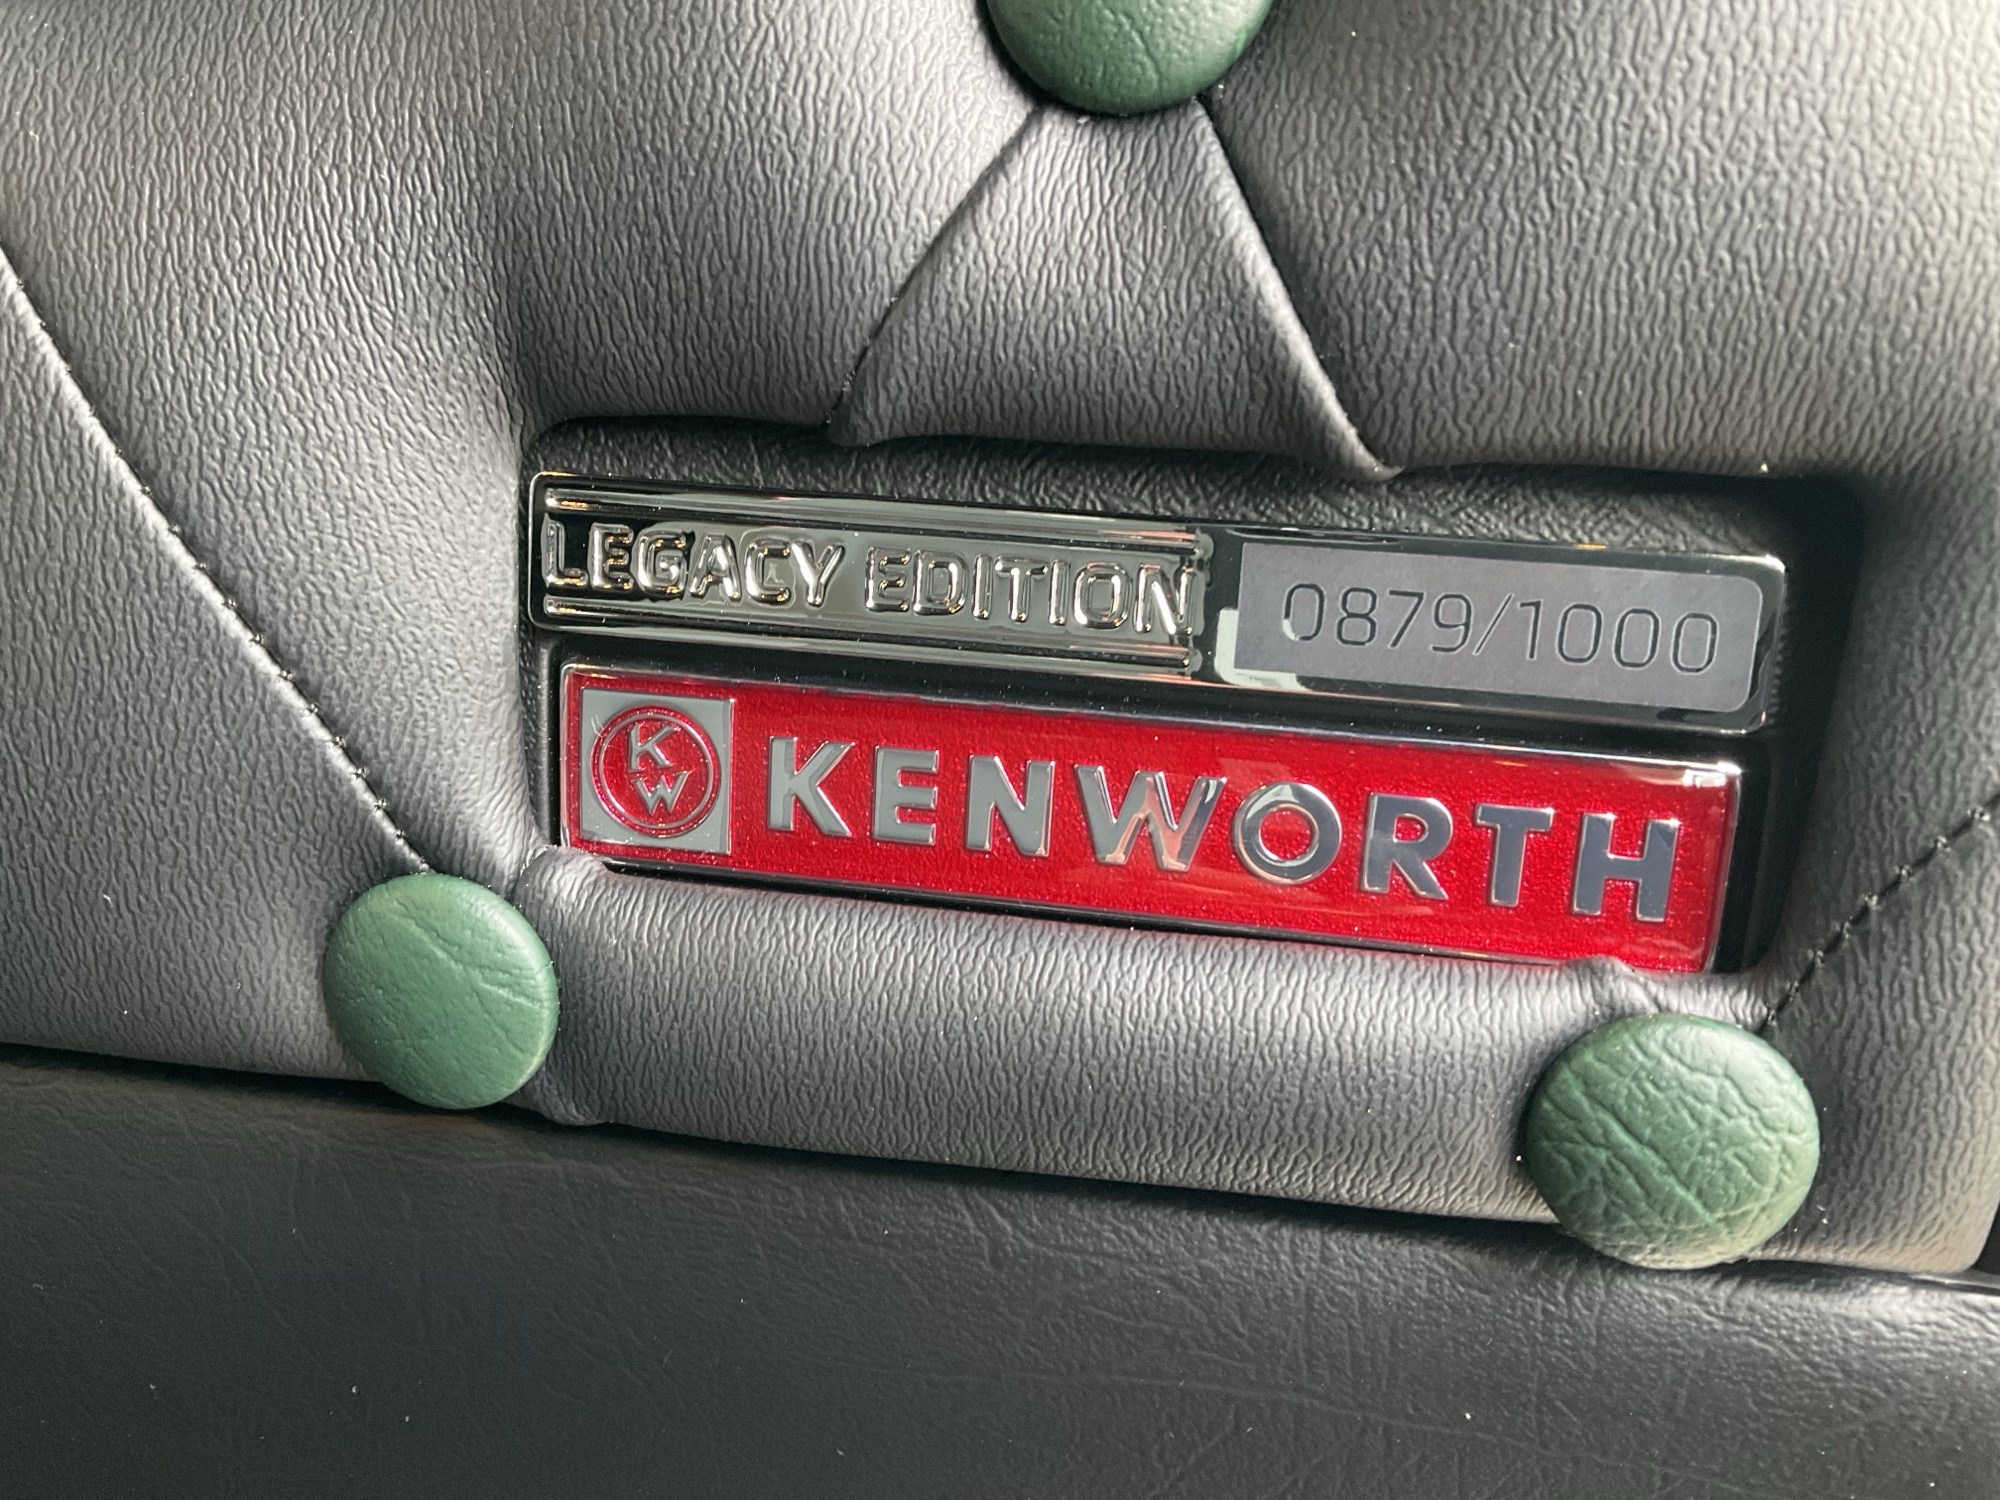 LEGACY EDITION 0879/1000
KW KENWORTH